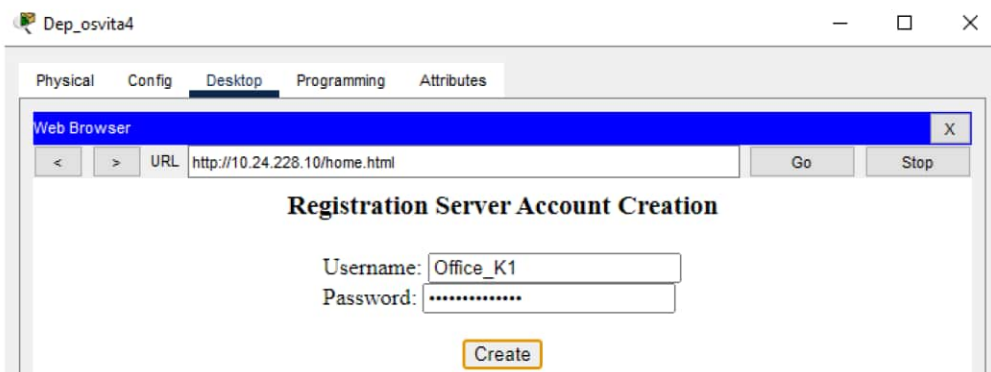 Dep_osvita4
Physical Config Desktop Programming Attributes
Web Browser X
< > URL http://10.24.228.10/home.html Go Stop
Registration Server Account Creation
Username: Office_K1
Password: ••••••••••••••
Create